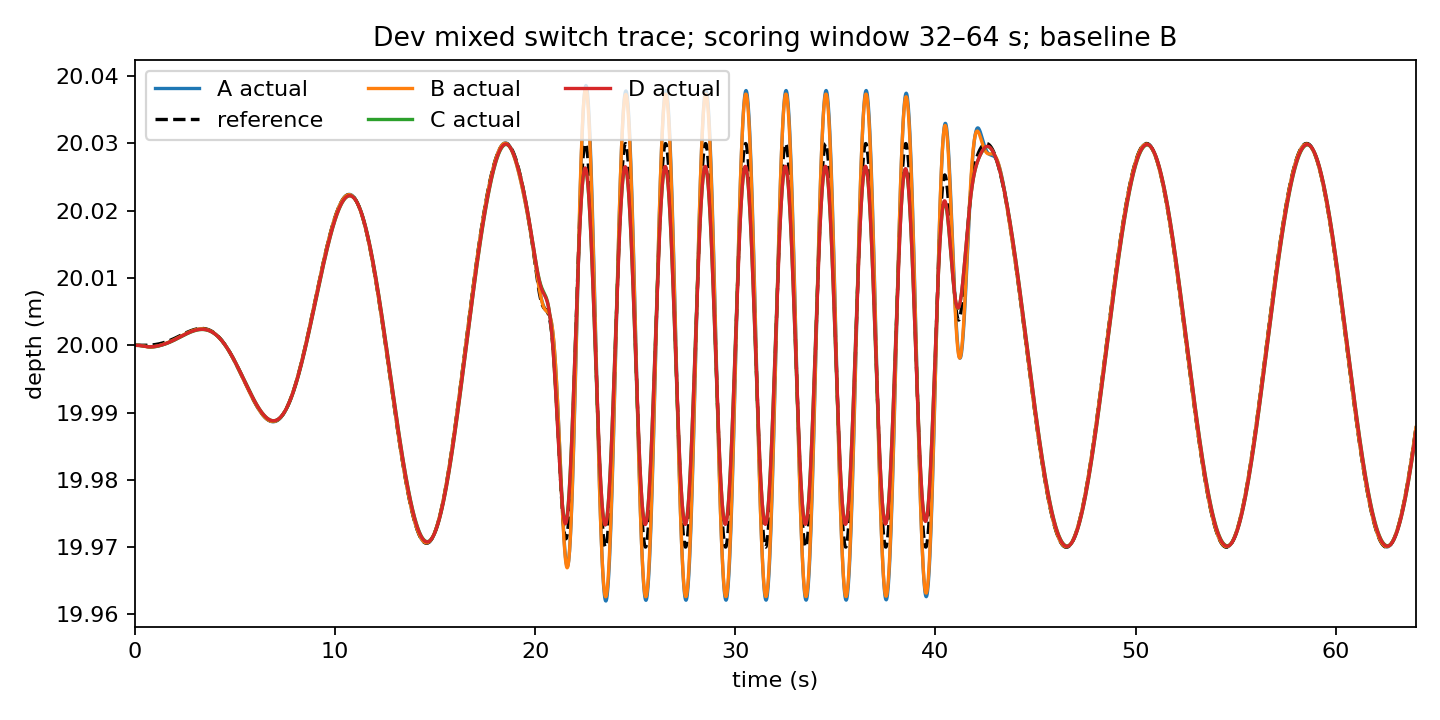 Dev mixed switch trace; scoring window 32–64 s; baseline B
A actual
reference
B actual
C actual
D actual
depth (m)
20.04
20.03
20.02
20.01
20.00
19.99
19.98
19.97
19.96
0 10 20 30 40 50 60
time (s)